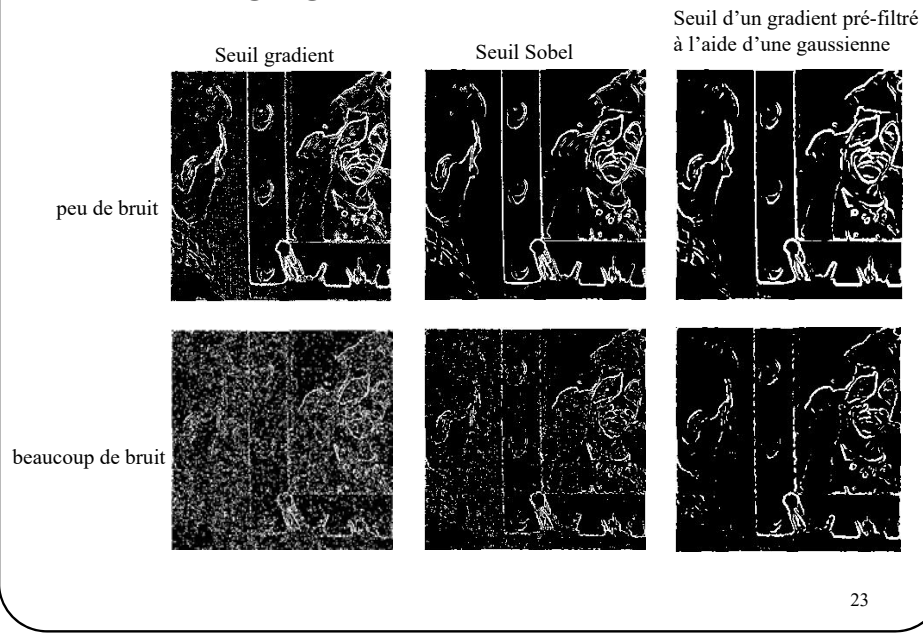 Seuil gradient
Seuil Sobel
Seuil d’un gradient pré-filtré
à l’aide d’une gaussienne
peu de bruit
beaucoup de bruit
23